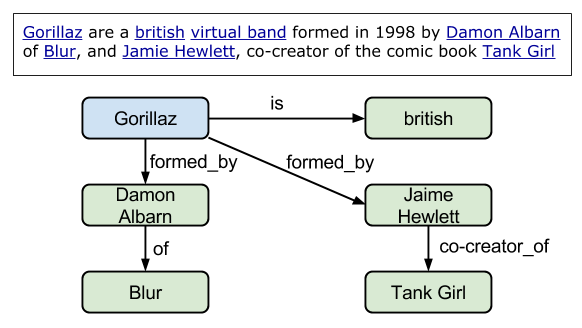 Gorillaz are a british virtual band formed in 1998 by Damon Albarn
of Blur, and Jamie Hewlett, co-creator of the comic book Tank Girl
is
Gorillaz
british
formed_by
formed_by
Damon
Albarn
Jaime
Hewlett
of
co-creator_of
Blur
Tank Girl